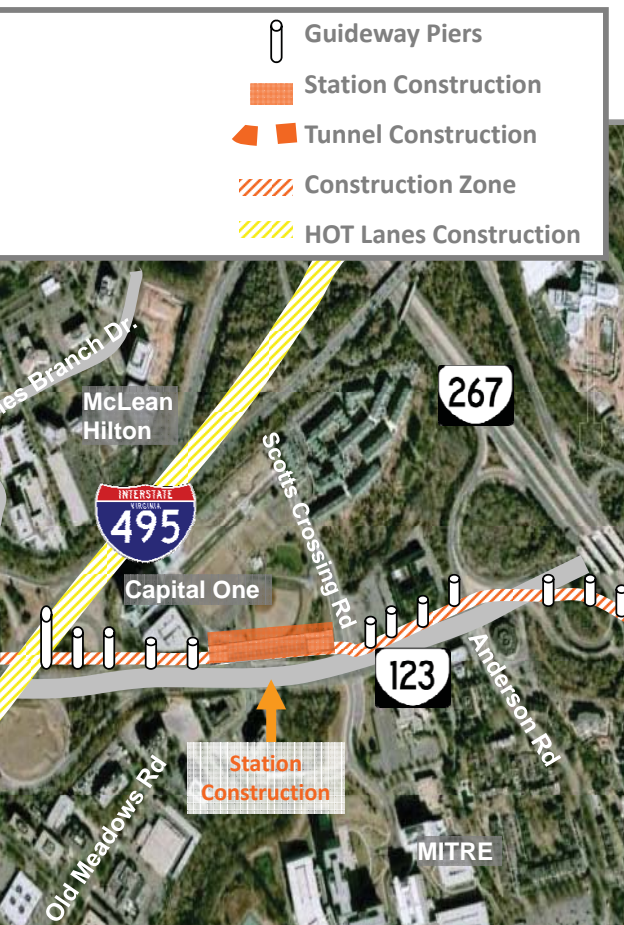 Guideway Piers
Station Construction
Tunnel Construction
Construction Zone
HOT Lanes Construction
es Branch Dr.
McLean
Hilton
267
Scotts Crossing Rd
INTERSTATE
VIRGINIA
495
Capital One
123
Anderson Rd
Station
Construction
Old Meadows Rd
MITRE